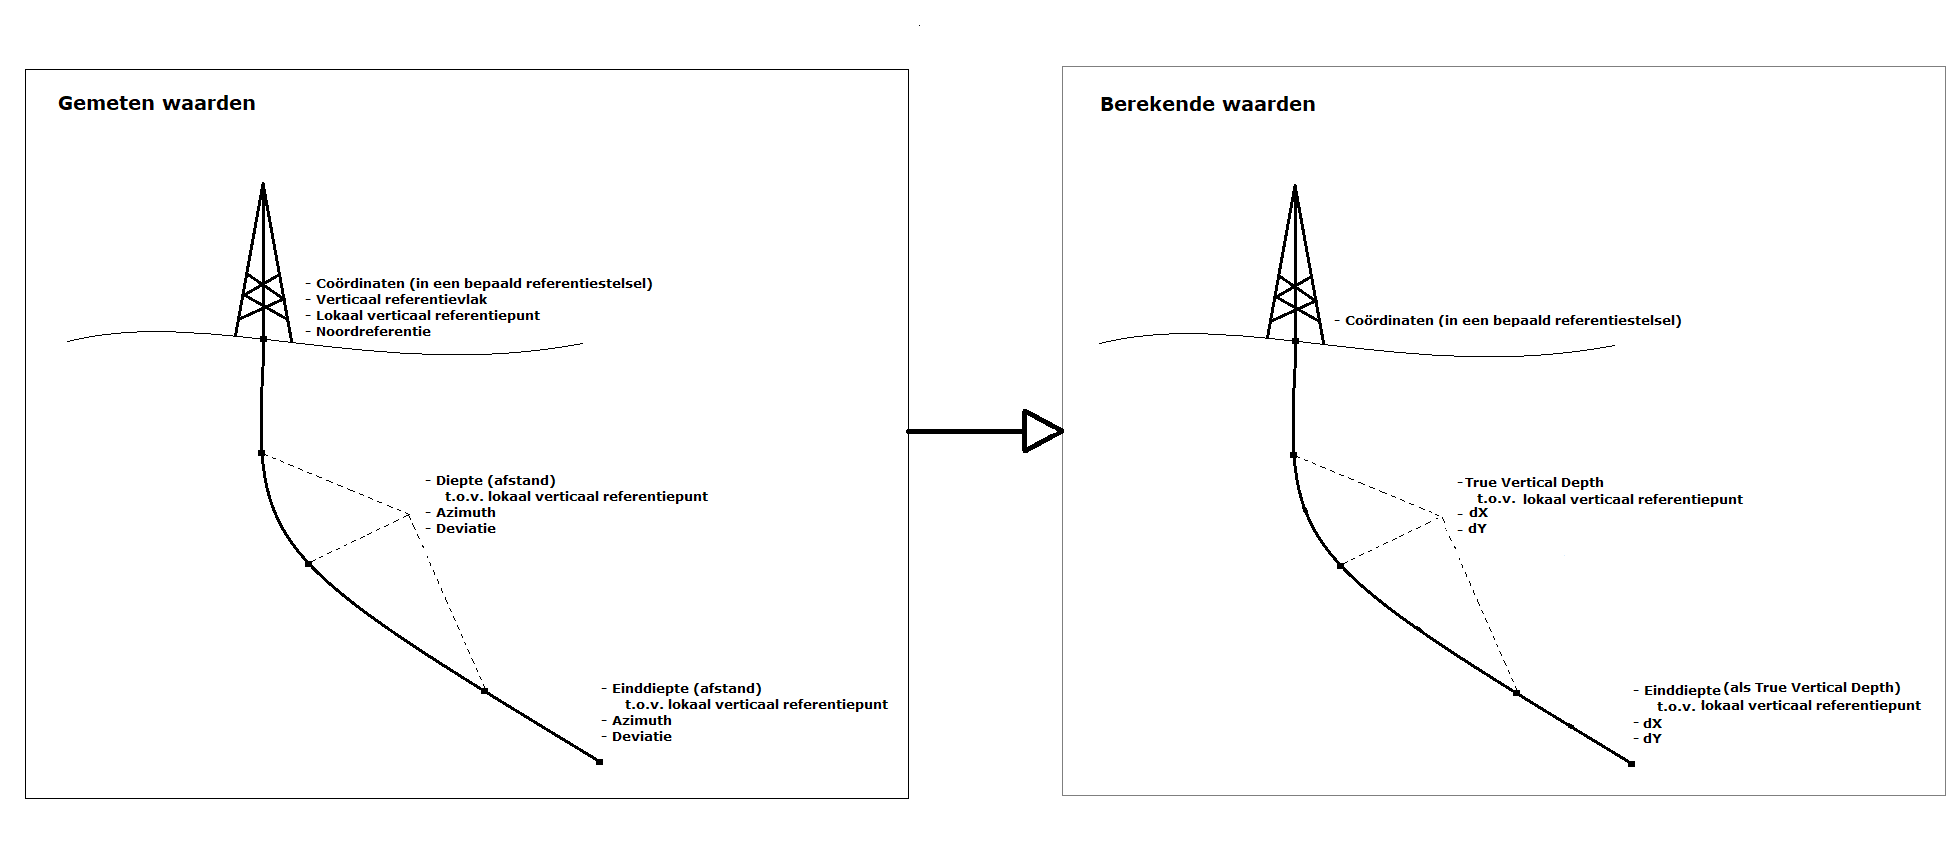 Gemeten waarden
- Coördinaten (in een bepaald referentiestelsel)
- Verticaal referentievlak
- Lokaal verticaal referentiepunt
- Noordreferentie
- Diepte (afstand)
t.o.v. lokaal verticaal referentiepunt
- Azimuth
- Deviatie
- Einddiepte (afstand)
t.o.v. lokaal verticaal referentiepunt
- Azimuth
- Deviatie
Berekende waarden
- Coördinaten (in een bepaald referentiestelsel)
- True Vertical Depth
t.o.v. lokaal verticaal referentiepunt
- dX
- dY
- Einddiepte (als True Vertical Depth)
t.o.v. lokaal verticaal referentiepunt
- dX
- dY